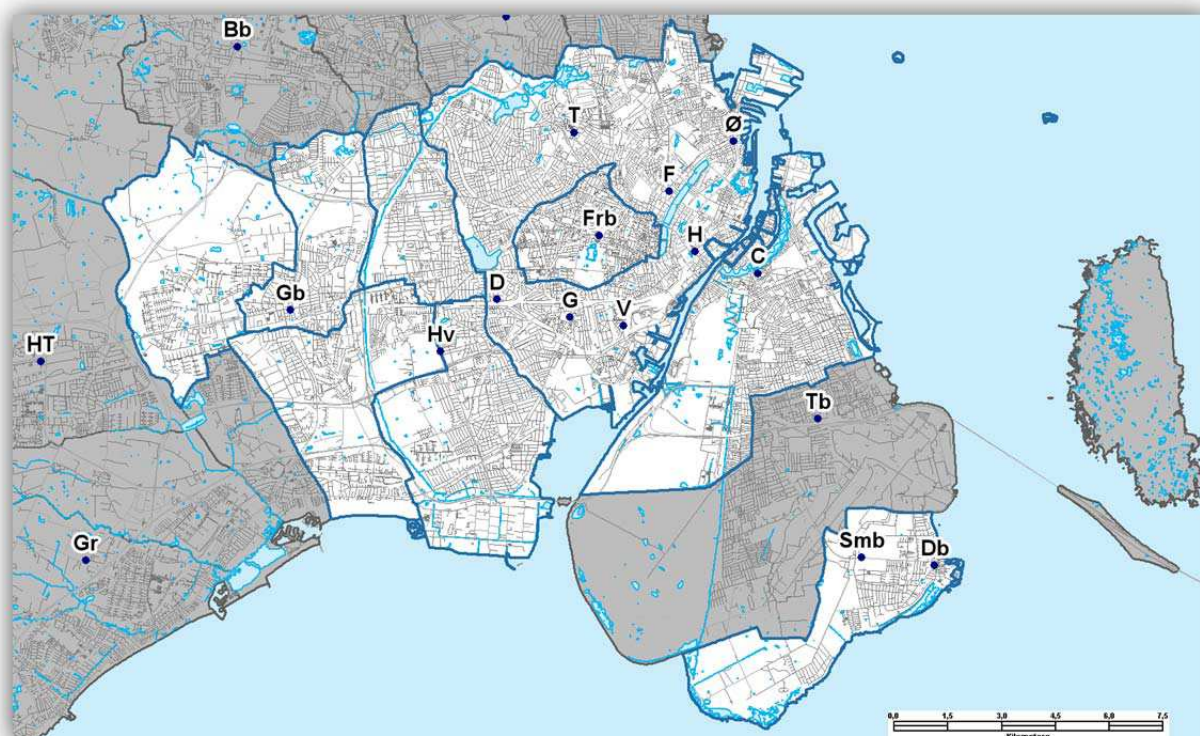 Bb
T
Ø
F
Frb
H
C
D
Gb
G
V
HT
Hv
Tb
Smb
Db
Gr
0,0 1,5 3,0 4,5 6,0 7,5
Kilometers